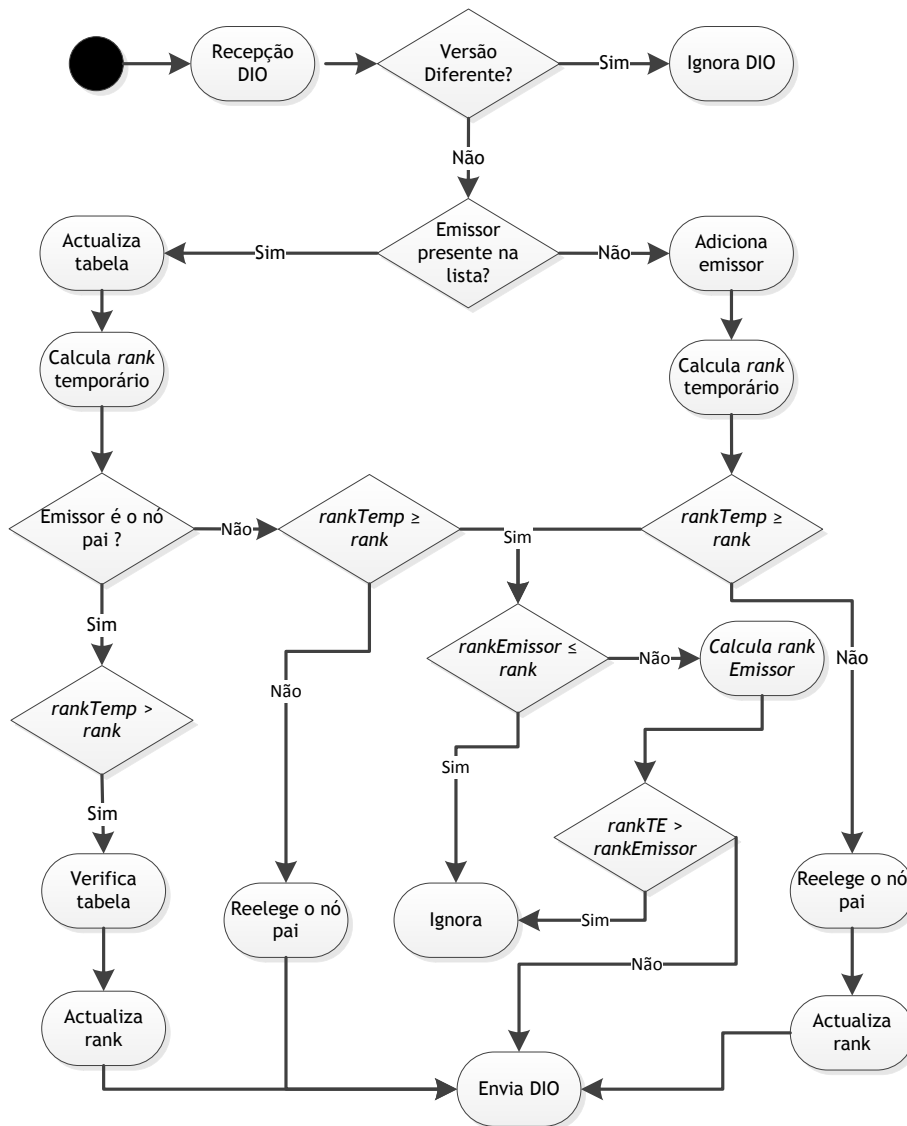 Recepção
DIO
Versão
Diferente?
Sim
Ignora DIO
Não
Actualiza
tabela
Sim
Emissor
presente na
lista?
Não
Adiciona
emissor
Calcula rank
temporário
Calcula rank
temporário
Emissor é o nó
pai ?
Não
rankTemp ≥
rank
Sim
rankTemp ≥
rank
Sim
rankEmissor ≤
rank
Não
Calcula rank
Emissor
Não
Não
rankTemp >
rank
Sim
Sim
rankTE >
rankEmissor
Verifica
tabela
Reelege o nó
pai
Ignora
Sim
Reelege o nó
pai
Não
Actualiza
rank
Actualiza
rank
Envia DIO